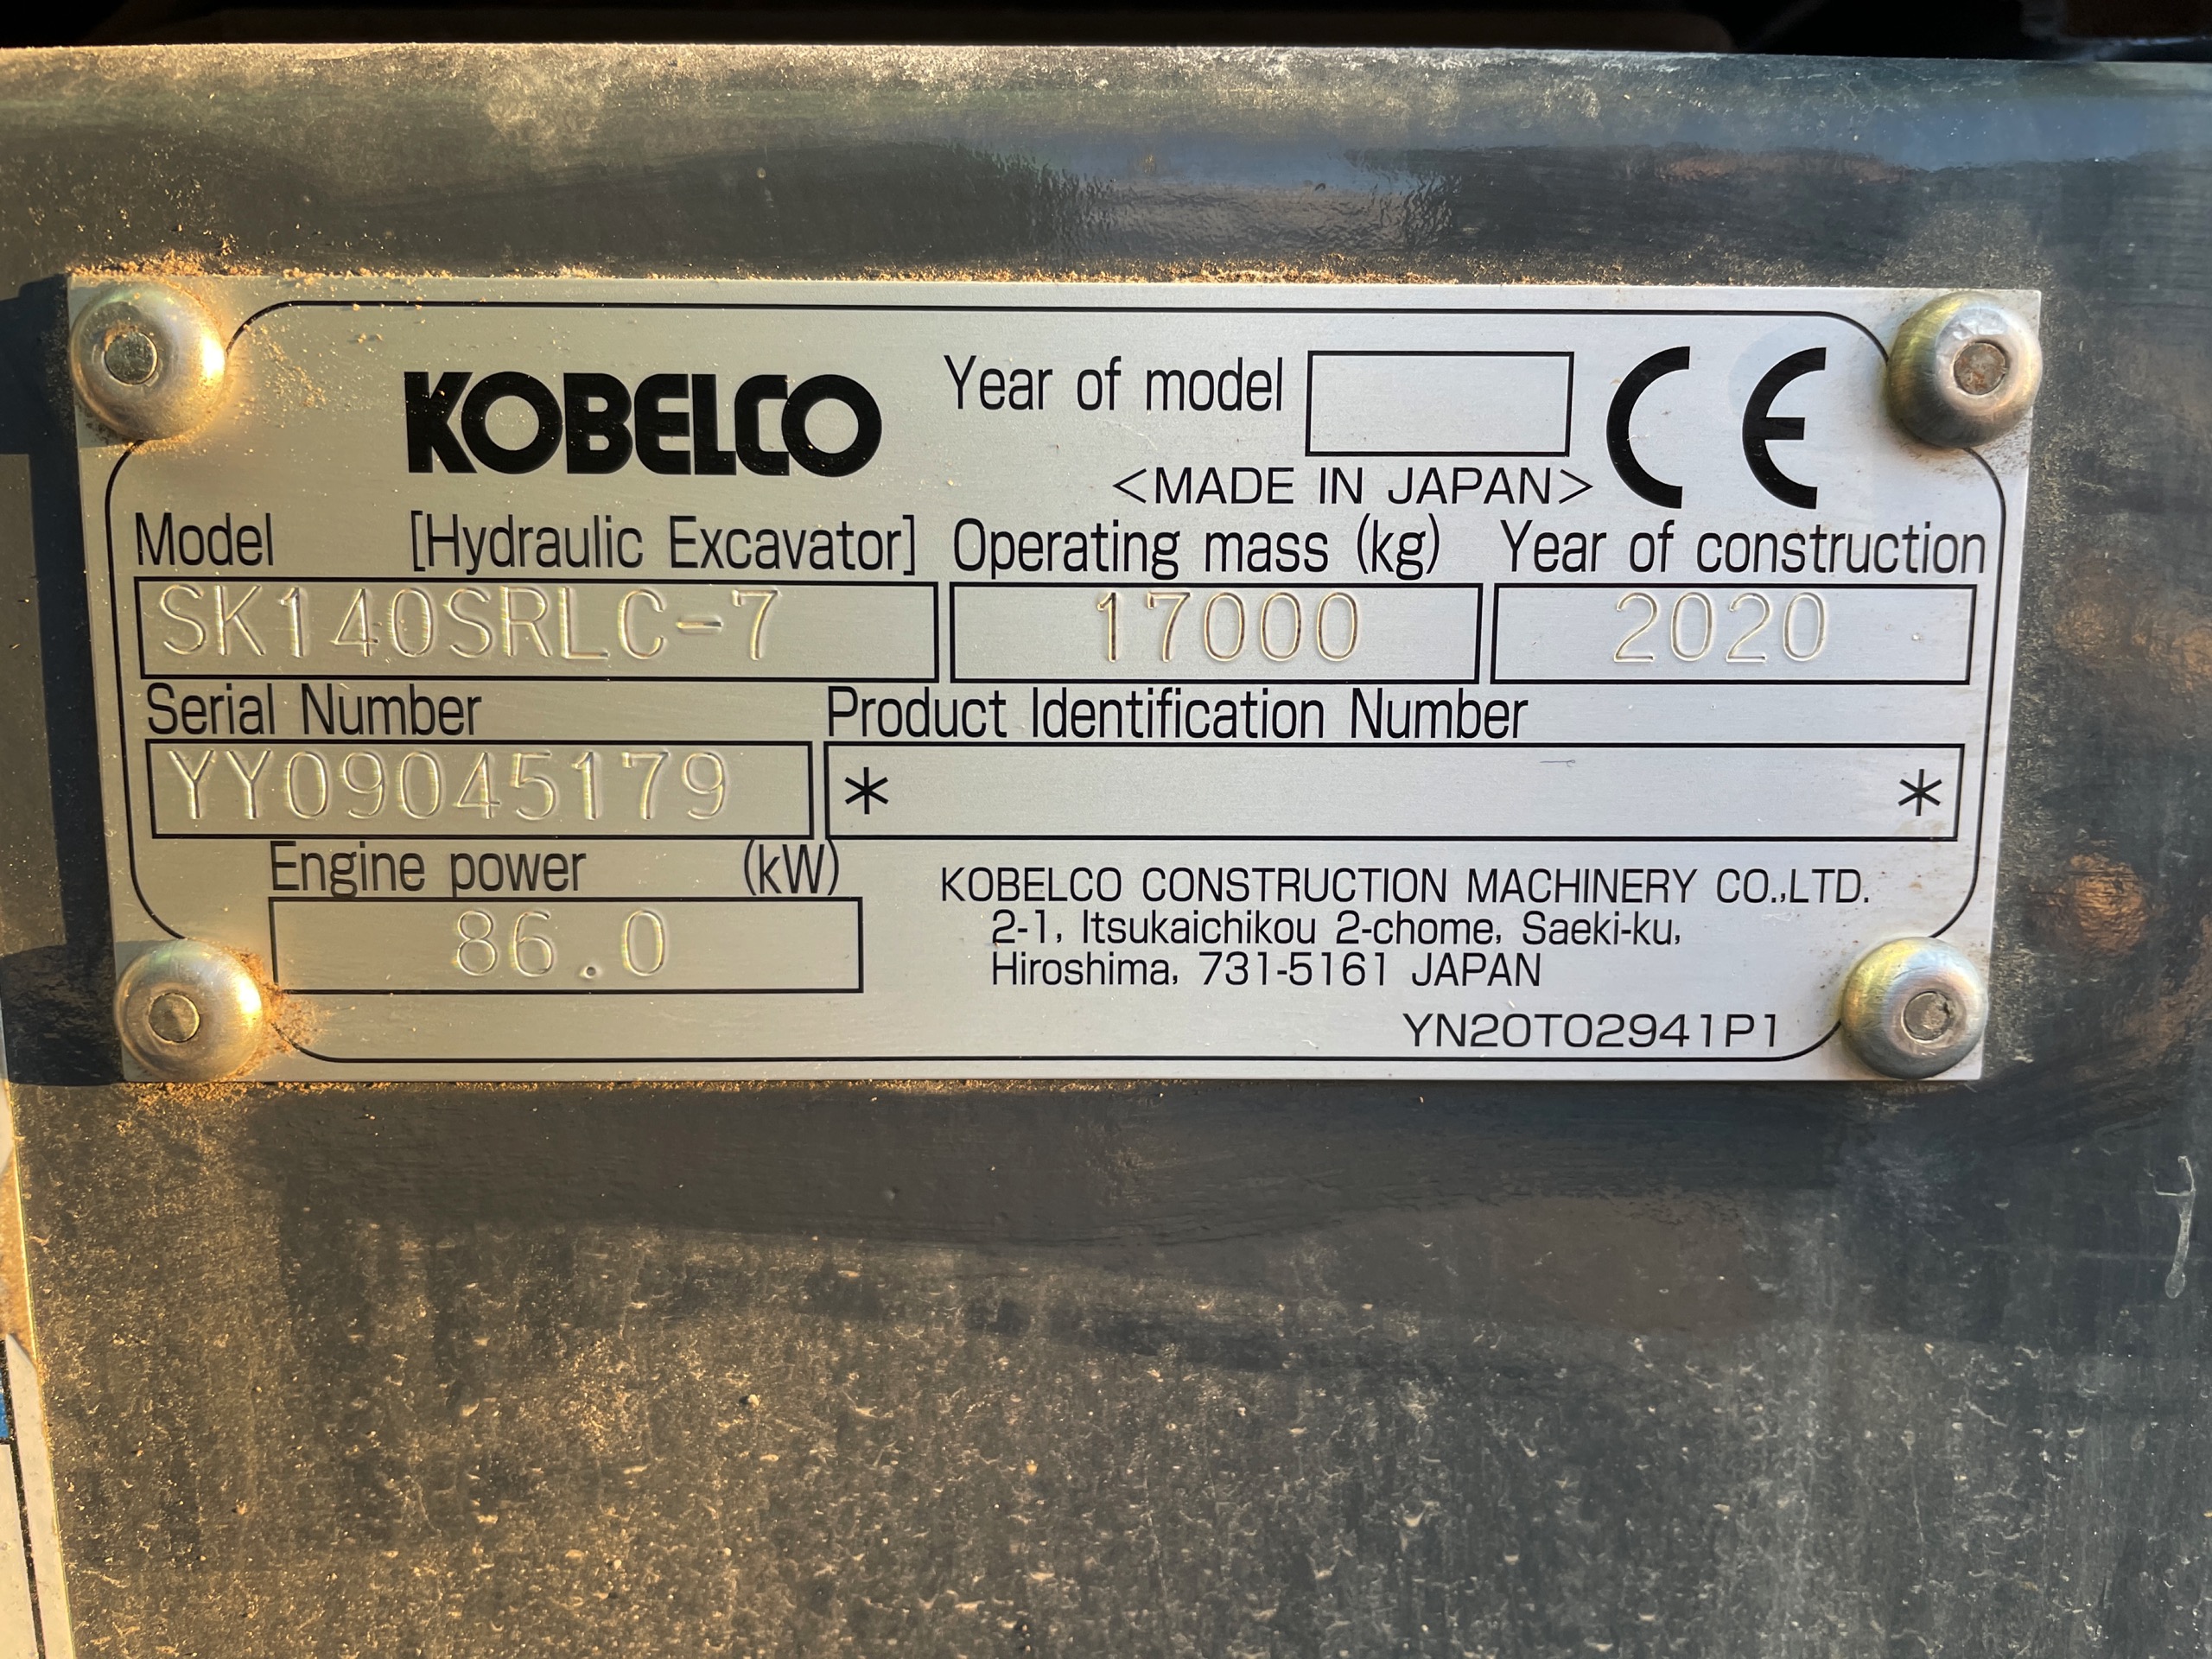 KOBELCO Year of model CE
<MADE IN JAPAN>
Model [Hydraulic Excavator] Operating mass (kg) Year of construction
SK140SRLC-7 17000 2020
Serial Number Product Identification Number
YY09045179 * *
Engine power (kW)
86.0
KOBELCO CONSTRUCTION MACHINERY CO.,LTD.
2-1, Itsukaichikou 2-chome, Saeki-ku,
Hiroshima, 731-5161 JAPAN
YN20T02941P1